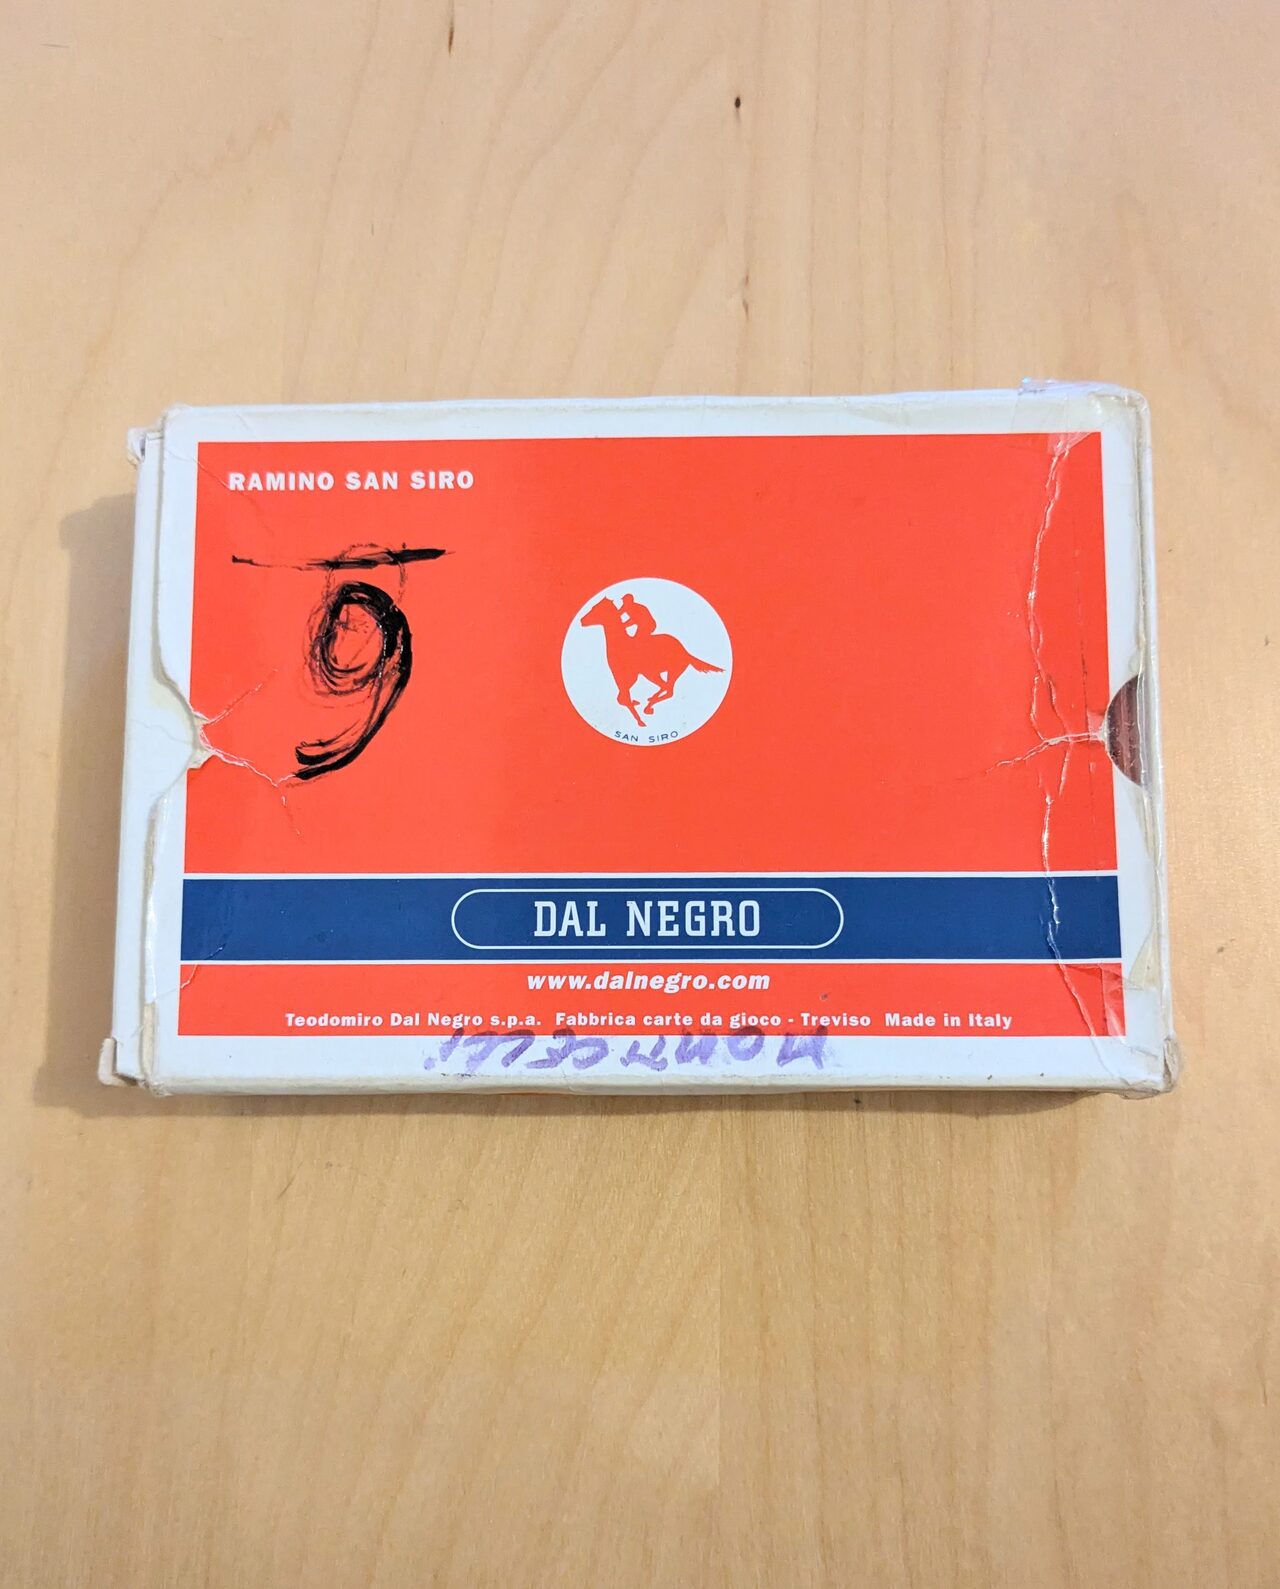 RAMINO SAN SIRO
SAN SIRO
DAL NEGRO
www.dalnegro.com
Teodomiro Dal Negro s.p.a. Fabbrica carte da gioco - Treviso Made in Italy